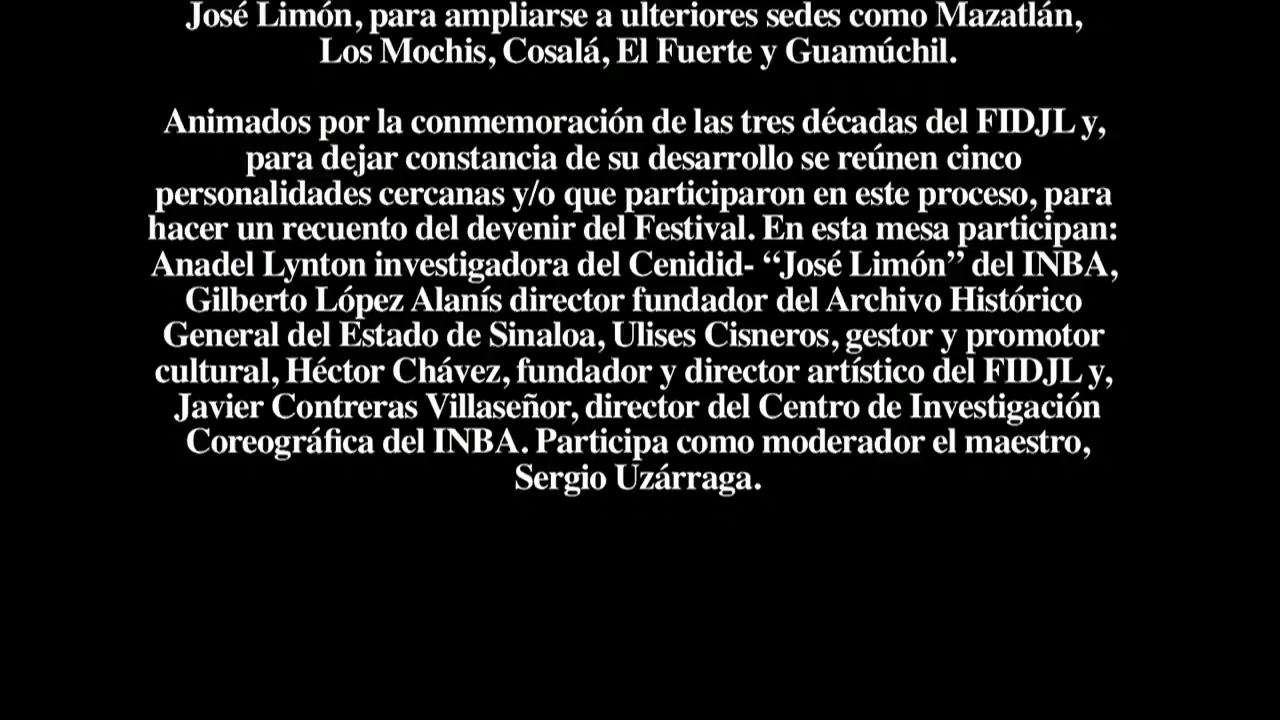 José Limón, para ampliarse a ulteriores sedes como Mazatlán,
Los Mochis, Cosalá, El Fuerte y Guamúchil.
Animados por la conmemoración de las tres décadas del FIDJL y,
para dejar constancia de su desarrollo se reúnen cinco
personalidades cercanas y/o que participaron en este proceso, para
hacer un recuento del devenir del Festival. En esta mesa participan:
Anadel Lynton investigadora del Cenidid- “José Limón” del INBA,
Gilberto López Alanís director fundador del Archivo Histórico
General del Estado de Sinaloa, Ulises Cisneros, gestor y promotor
cultural, Héctor Chávez, fundador y director artístico del FIDJL y,
Javier Contreras Villaseñor, director del Centro de Investigación
Coreográfica del INBA. Participa como moderador el maestro,
Sergio Uzárraga.